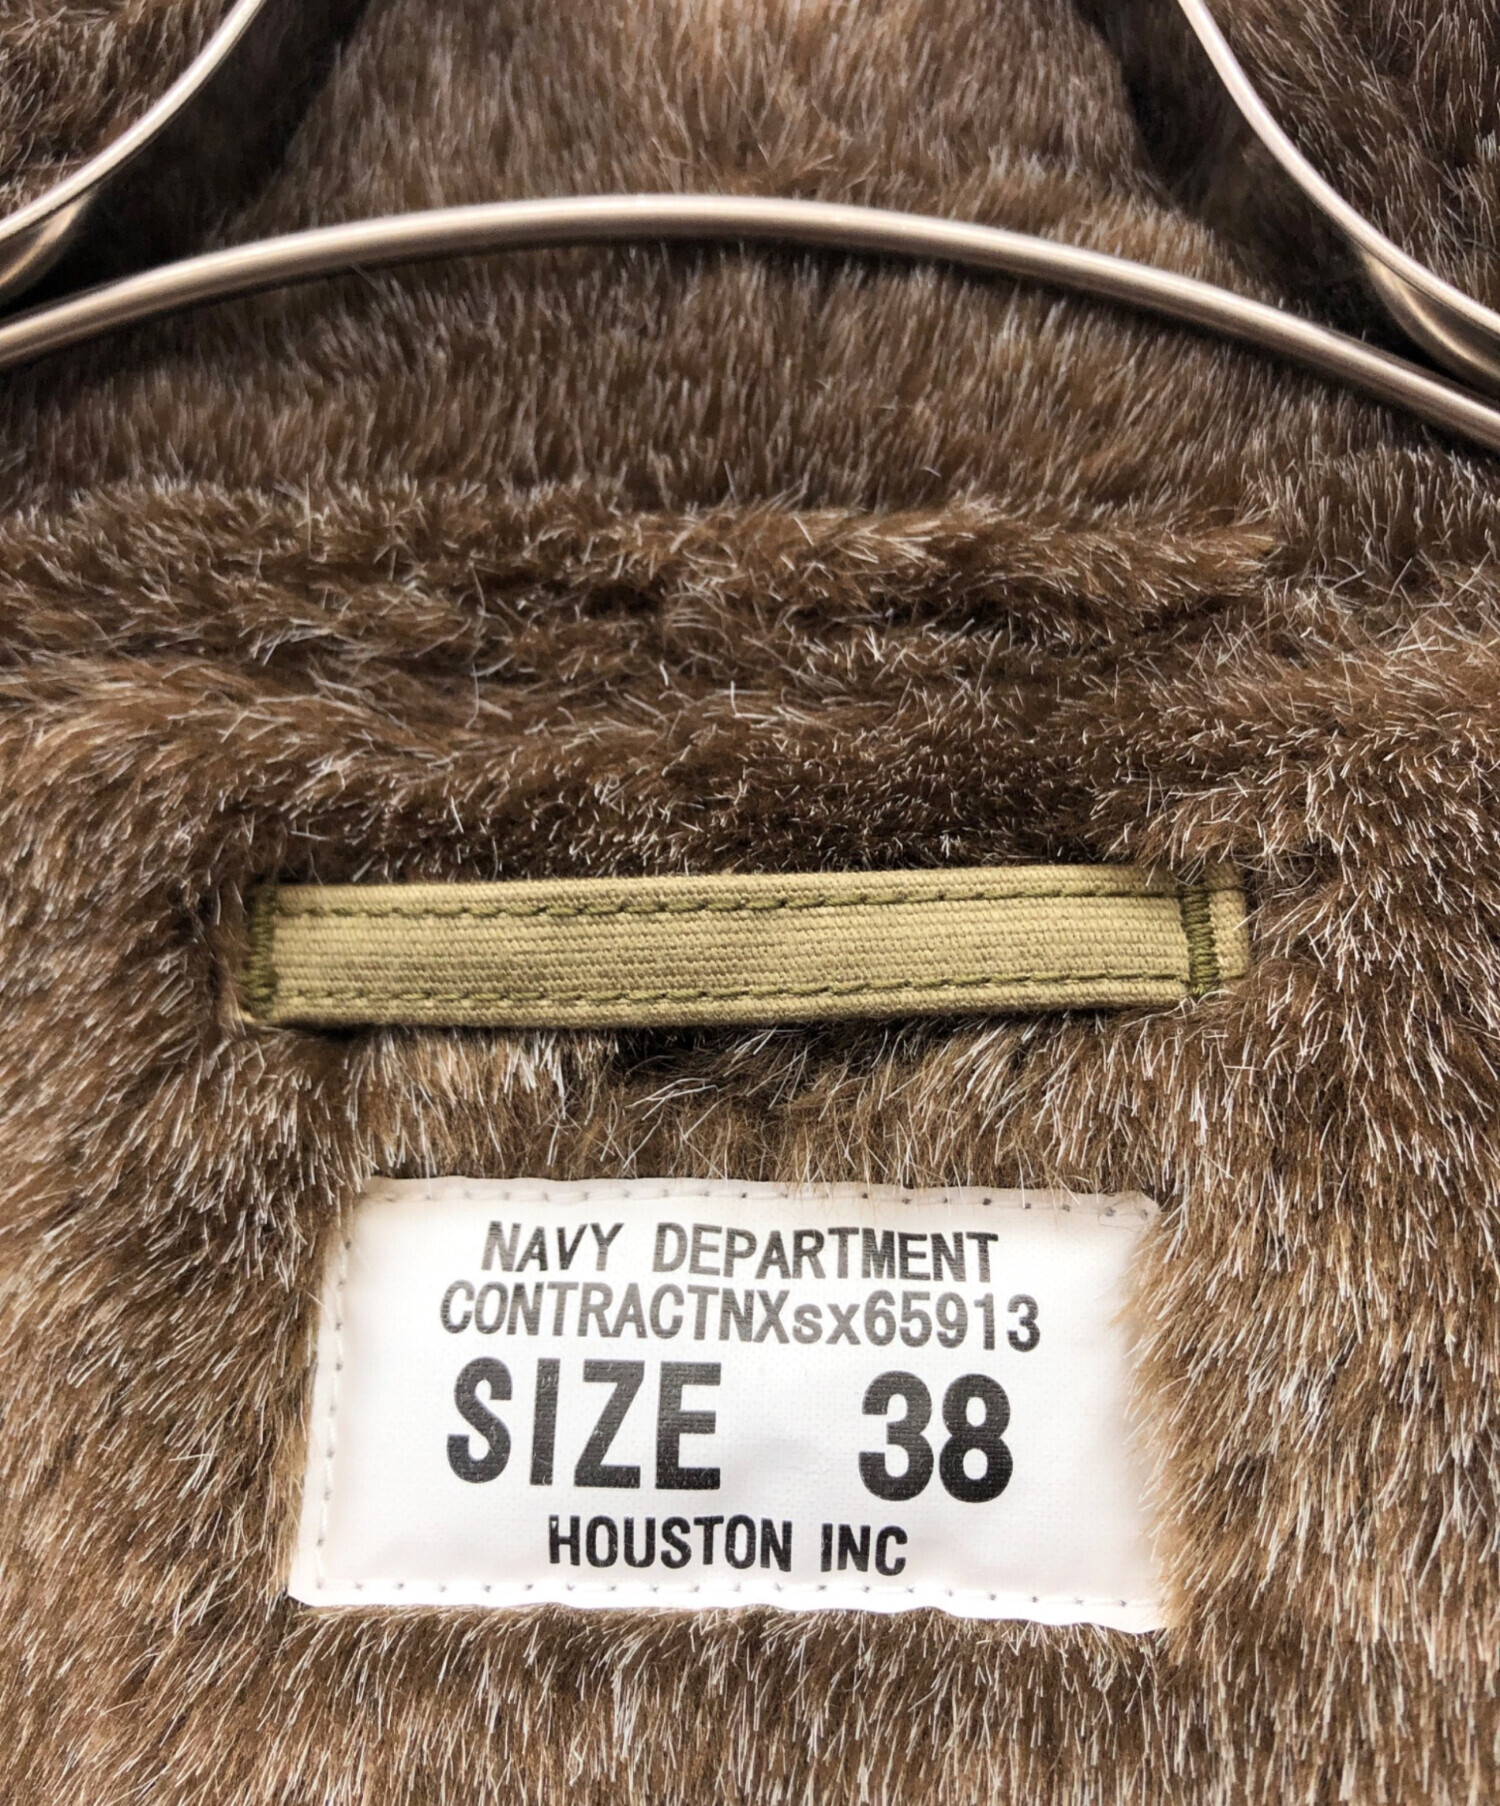 NAVY DEPARTMENT
CONTRACTNXsx65913
SIZE 38
HOUSTON INC